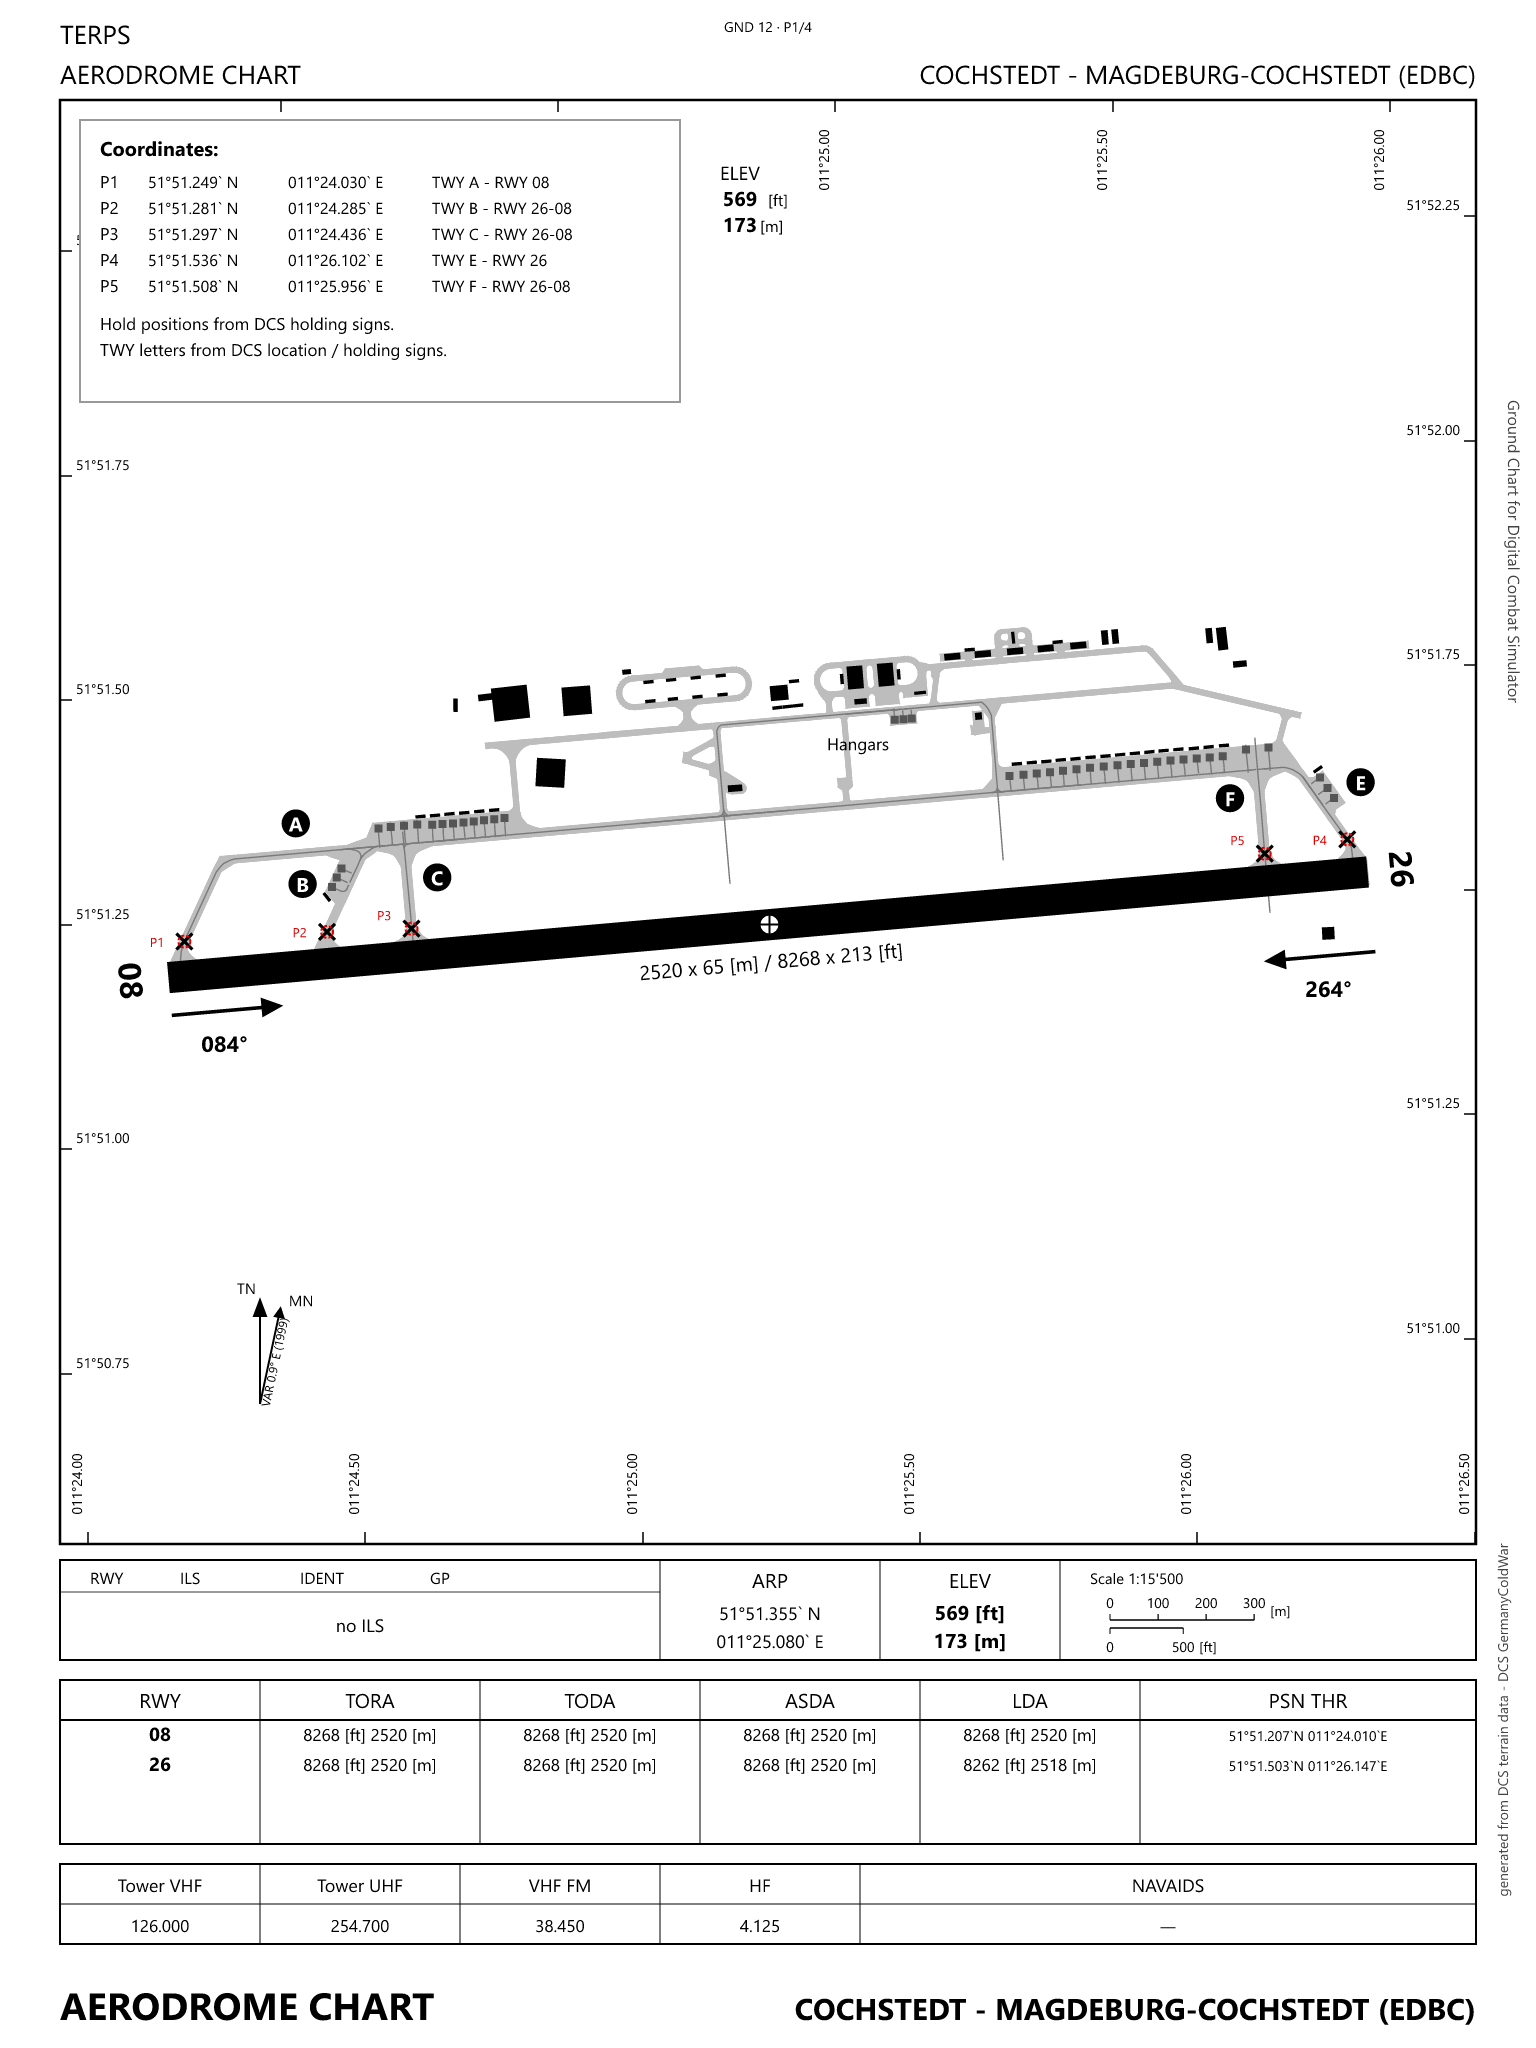 TERPS
GND 12 · P1/4
AERODROME CHART
COCHSTEDT - MAGDEBURG-COCHSTEDT (EDBC)
Coordinates:
P1 51°51.249` N 011°24.030` E TWY A - RWY 08
P2 51°51.281` N 011°24.285` E TWY B - RWY 26-08
P3 51°51.297` N 011°24.436` E TWY C - RWY 26-08
P4 51°51.536` N 011°26.102` E TWY E - RWY 26
P5 51°51.508` N 011°25.956` E TWY F - RWY 26-08
Hold positions from DCS holding signs.
TWY letters from DCS location / holding signs.
ELEV
569 [ft]
173 [m]
011°25.00
011°25.50
011°26.00
51°52.25
51°52.00
51°51.75
51°51.75
51°51.50
Hangars
A
B
C
E
F
P5
P4
P3
P2
P1
26
08
51°51.25
2520 x 65 [m] / 8268 x 213 [ft]
264°
084°
51°51.25
51°51.00
51°51.00
51°50.75
TN
MN
VAR 0.9° E (1999)
011°24.00
011°24.50
011°25.00
011°25.50
011°26.00
011°26.50
Ground Chart for Digital Combat Simulator
generated from DCS terrain data - DCS GermanyColdWar
RWY ILS IDENT GP
no ILS
ARP
51°51.355` N
011°25.080` E
ELEV
569 [ft]
173 [m]
Scale 1:15'500
0 100 200 300 [m]
0 500 [ft]
RWY TORA TODA ASDA LDA PSN THR
08 8268 [ft] 2520 [m] 8268 [ft] 2520 [m] 8268 [ft] 2520 [m] 8268 [ft] 2520 [m] 51°51.207`N 011°24.010`E
26 8268 [ft] 2520 [m] 8268 [ft] 2520 [m] 8268 [ft] 2520 [m] 8262 [ft] 2518 [m] 51°51.503`N 011°26.147`E
Tower VHF Tower UHF VHF FM HF NAVAIDS
126.000 254.700 38.450 4.125 —
AERODROME CHART
COCHSTEDT - MAGDEBURG-COCHSTEDT (EDBC)